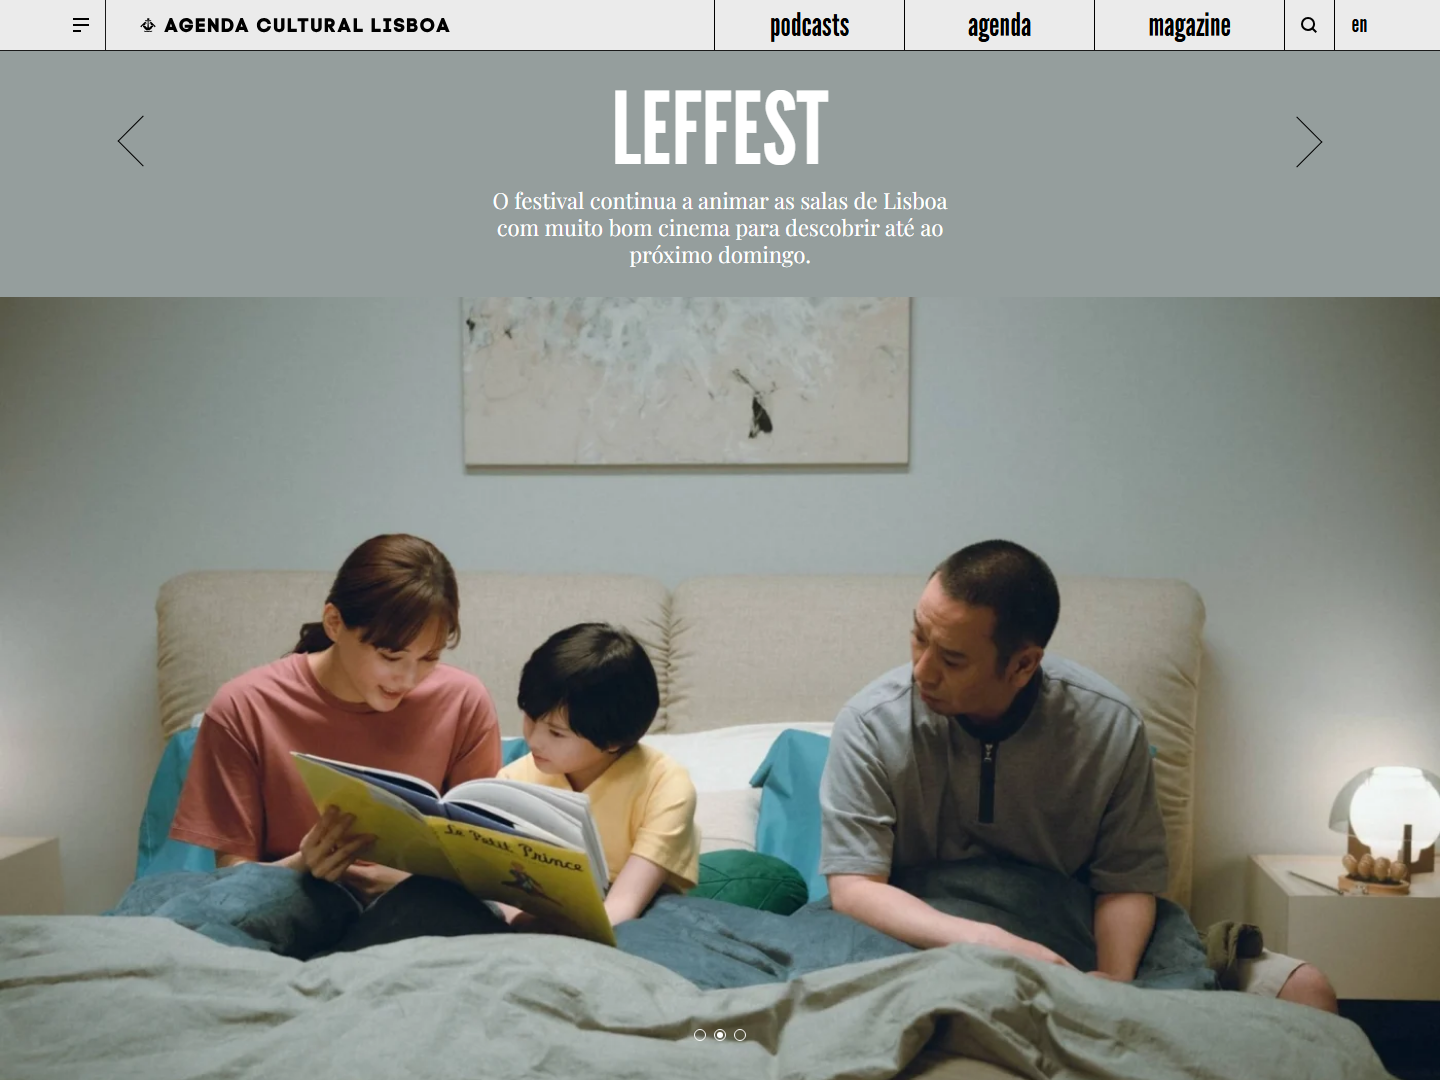 AGENDA CULTURAL LISBOA
podcasts
agenda
magazine
en
LEFFEST
O festival continua a animar as salas de Lisboa
com muito bom cinema para descobrir até ao
próximo domingo.
Le Petit Prince